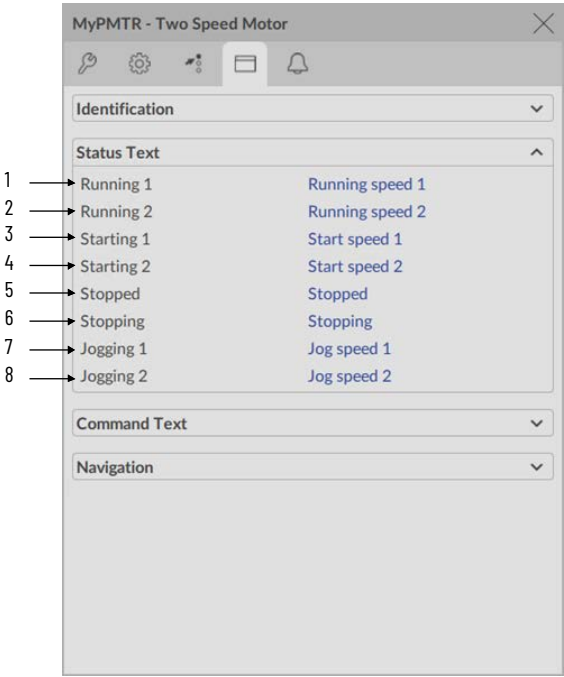 MyPMTR - Two Speed Motor
Identification
Status Text
1 Running 1 Running speed 1
2 Running 2 Running speed 2
3 Starting 1 Start speed 1
4 Starting 2 Start speed 2
5 Stopped Stopped
6 Stopping Stopping
7 Jogging 1 Jog speed 1
8 Jogging 2 Jog speed 2
Command Text
Navigation